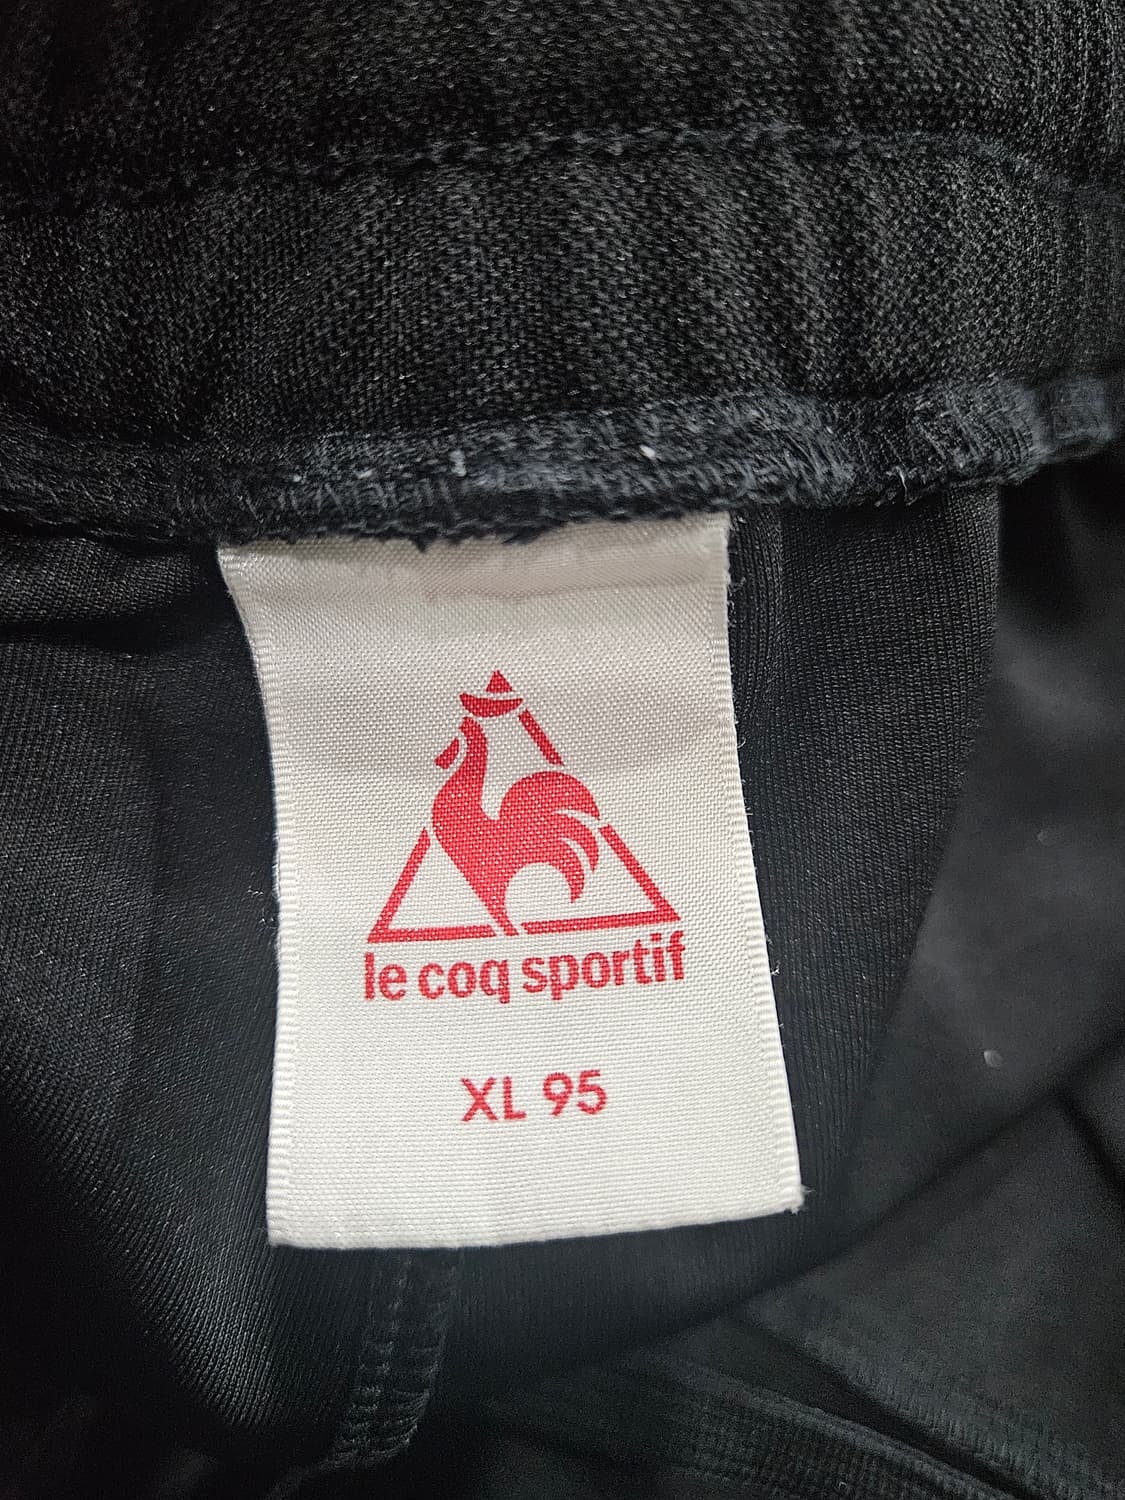 le coq sportif
XL 95